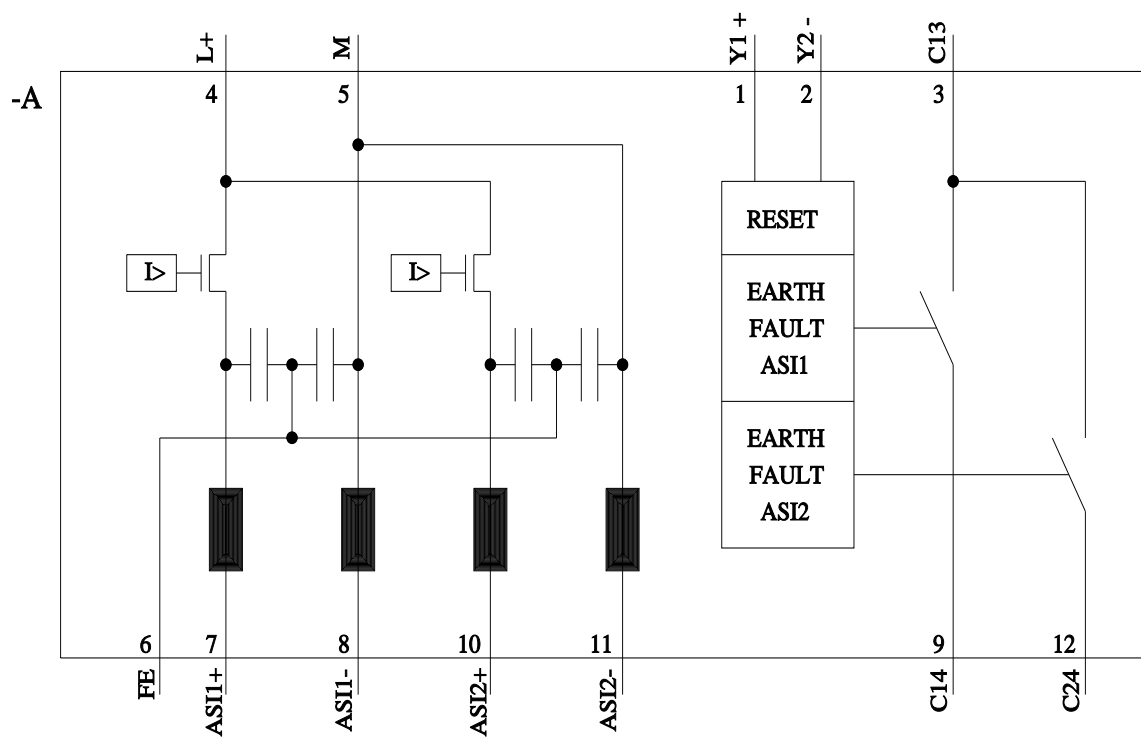 L+
M
Y1 +
Y2 -
C13
-A
4
5
1
2
3
RESET
I>
I>
EARTH
FAULT
ASI1
EARTH
FAULT
ASI2
6
7
8
10
11
9
12
FE
ASI1+
ASI1-
ASI2+
ASI2-
C14
C24